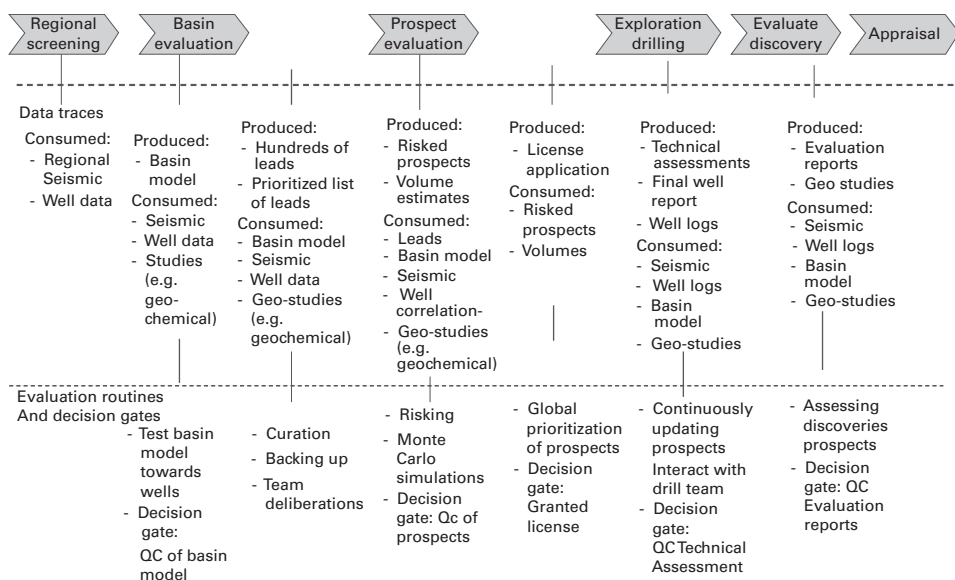 Regional
screening
Basin
evaluation
Prospect
evaluation
Exploration
drilling
Evaluate
discovery
Appraisal
Data traces
Consumed:
- Regional
Seismic
- Well data
Produced:
- Basin
model
Consumed:
- Seismic
- Well data
- Studies
(e.g.
geo-
chemical)
Produced:
- Hundreds of
leads
- Prioritized list
of leads
Consumed:
- Basin model
- Seismic
- Well data
- Geo-studies
(e.g.
geochemical)
Produced:
- Risked
prospects
- Volume
estimates
Consumed:
- Leads
- Basin model
- Seismic
- Well
correlation-
- Geo-studies
(e.g.
geochemical)
Produced:
- License
application
Consumed:
- Risked
prospects
- Volumes
Produced:
- Technical
assessments
- Final well
report
- Well logs
Consumed:
- Seismic
- Well logs
- Basin
model
- Geo-studies
Produced:
- Evaluation
reports
- Geo studies
Consumed:
- Seismic
- Well logs
- Basin
model
- Geo-studies
Evaluation routines
And decision gates
- Test basin
model
towards
wells
- Decision
gate:
QC of basin
model
- Curation
- Backing up
- Team
deliberations
- Risking
- Monte
Carlo
simulations
- Decision
gate: Qc of
prospects
- Global
prioritization
of prospects
- Decision
gate:
Granted
license
- Continuously
updating
prospects
Interact with
drill team
- Decision
gate:
QC Technical
Assessment
- Assessing
discoveries
prospects
- Decision
gate: QC
Evaluation
reports